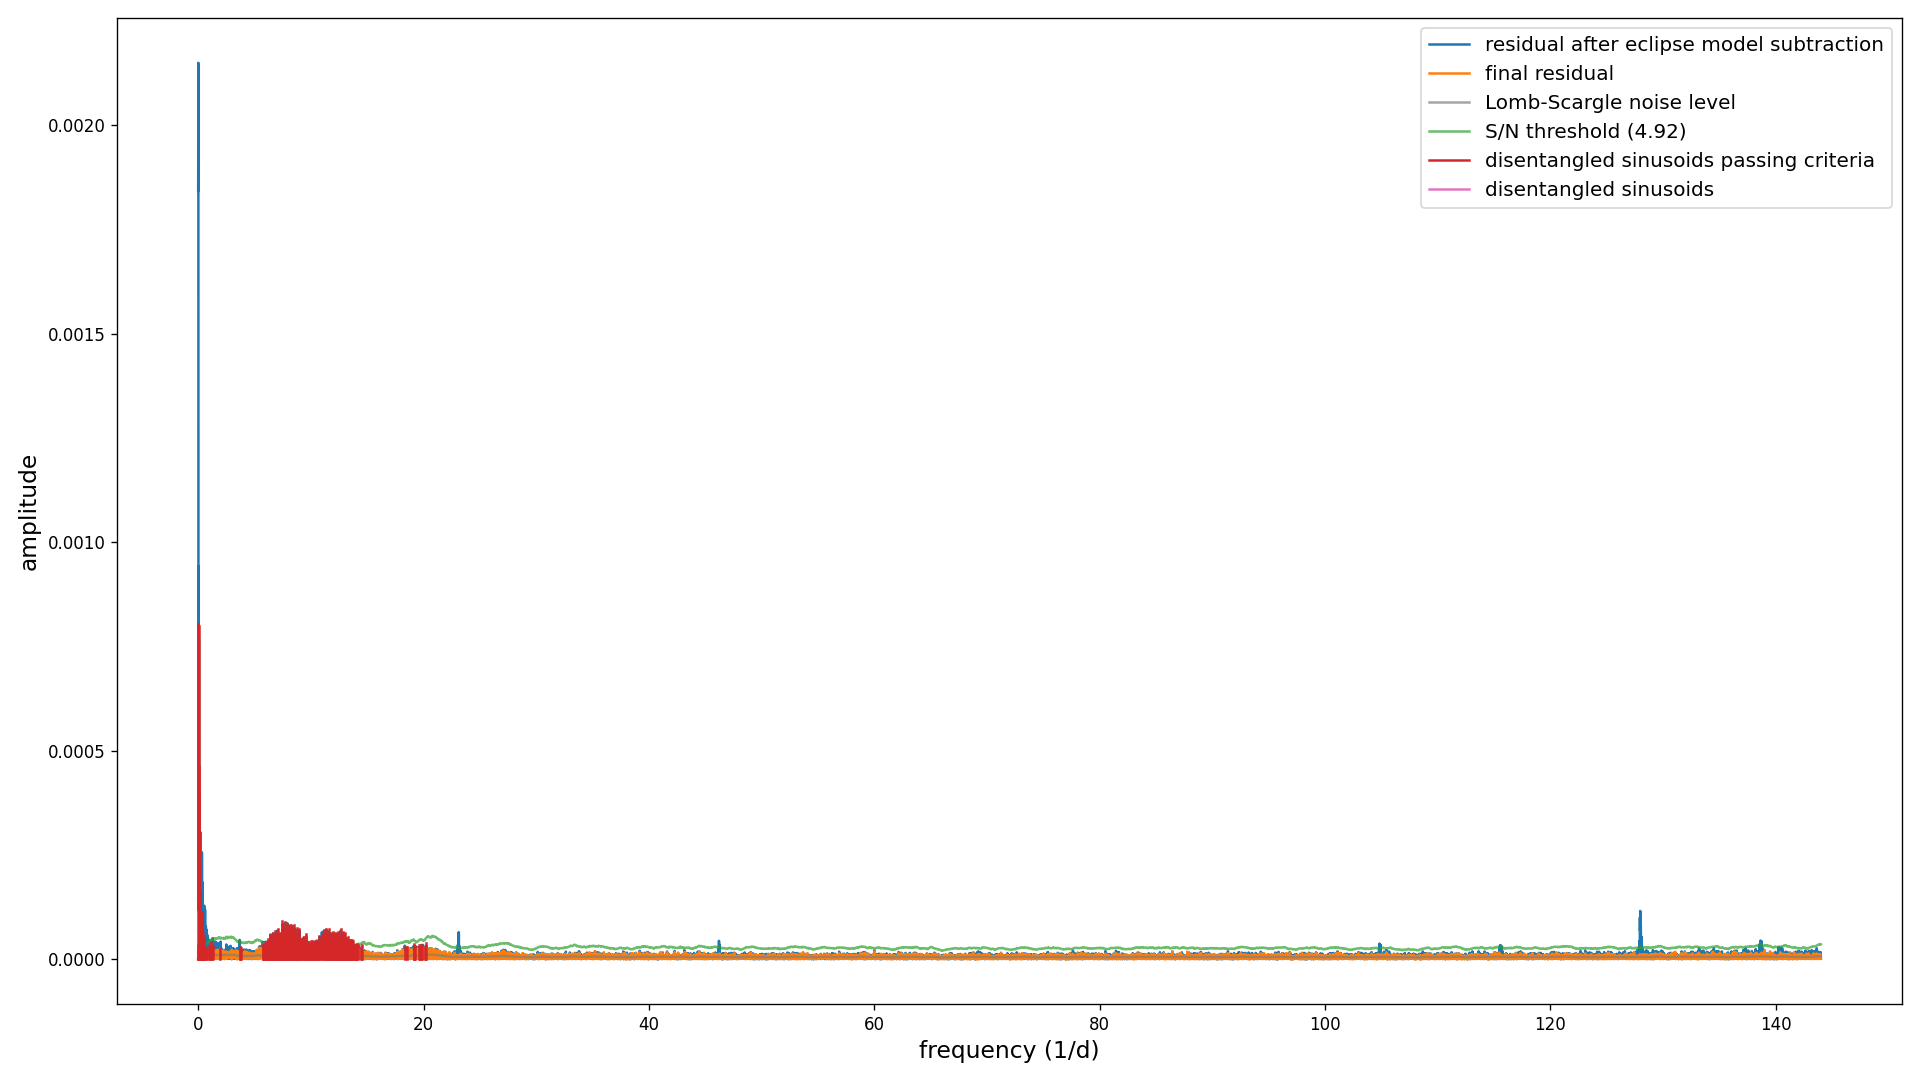 residual after eclipse model subtraction
final residual
Lomb-Scargle noise level
S/N threshold (4.92)
disentangled sinusoids passing criteria
disentangled sinusoids
0.0020
0.0015
0.0010
0.0005
0.0000
amplitude
0 20 40 60 80 100 120 140
frequency (1/d)